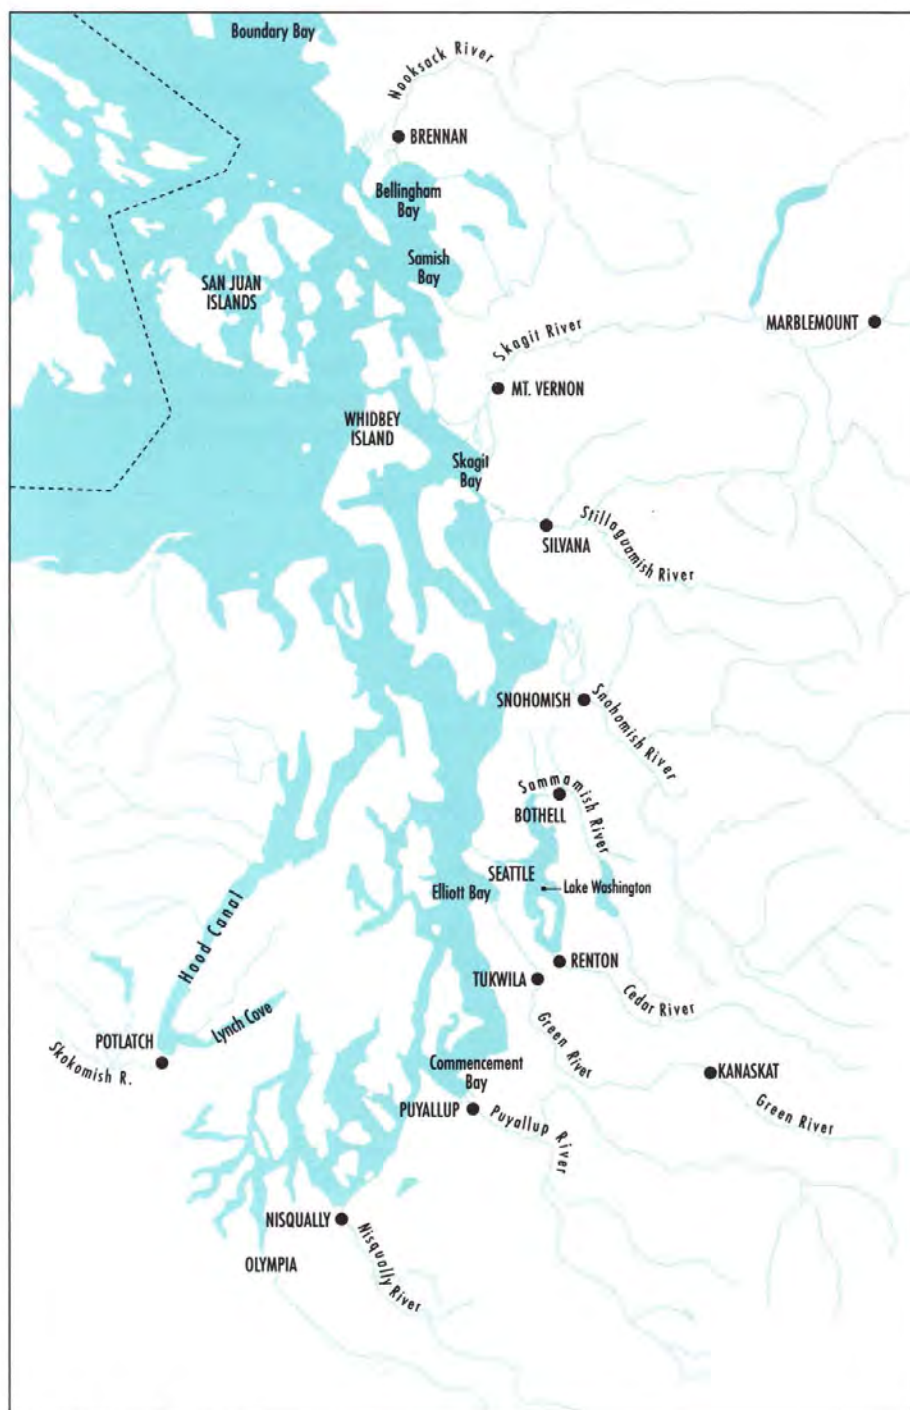 Boundary Bay
Nooksack River
BRENNAN
Bellingham
Bay
Samish
Bay
SAN JUAN
ISLANDS
MARBLEMOUNT
Skagit River
MT. VERNON
WHIDBEY
ISLAND
Skagit
Bay
Stilloguamish River
SILVANA
SNOHOMISH
Snohomish River
Sammamish River
BOTHELL
SEATTLE
Lake Washington
Elliott Bay
Hood Canal
RENTON
TUKWILA
Cedar River
Green River
Lynch Cove
POTLATCH
Skokomish R.
Commencement
Bay
KANASKAT
Green River
PUYALLUP
Puyallup River
NISQUALLY
Nisqually River
OLYMPIA